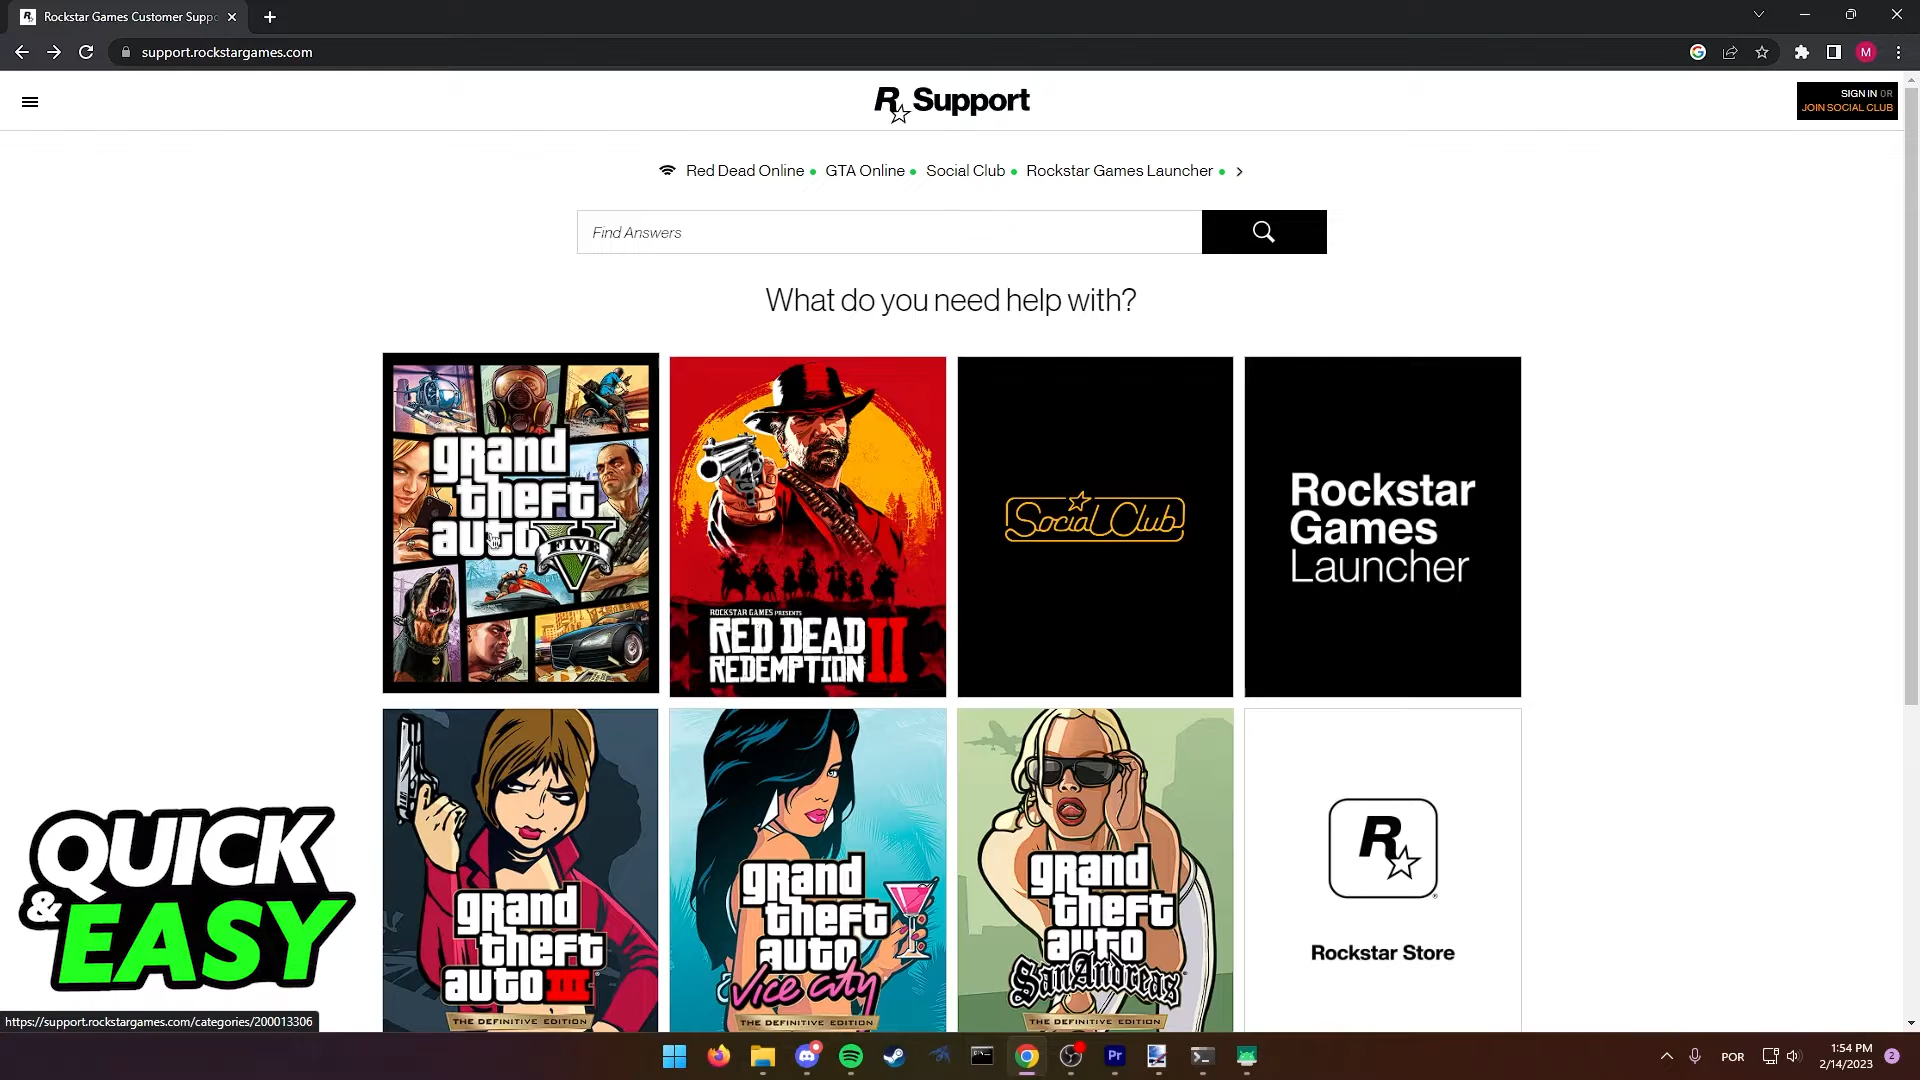 Rockstar Games Customer Supp
support.rockstargames.com
M
R Support
SIGN IN OR
JOIN SOCIAL CLUB
Red Dead Online
GTA Online
Social Club
Rockstar Games Launcher
Find Answers
What do you need help with?
grand
theft
auto V
FIVE
ROCKSTAR GAMES PRESENTS
RED DEAD
REDEMPTION II
Social Club
Rockstar
Games
Launcher
grand
theft
auto III
THE DEFINITIVE EDITION
grand
theft
auto
Vice City
THE DEFINITIVE EDITION
grand
theft
auto
San Andreas
THE DEFINITIVE EDITION
R
Rockstar Store
QUICK
& EASY
https://support.rockstargames.com/categories/200013306
Pr
POR
1:54 PM
2/14/2023
2